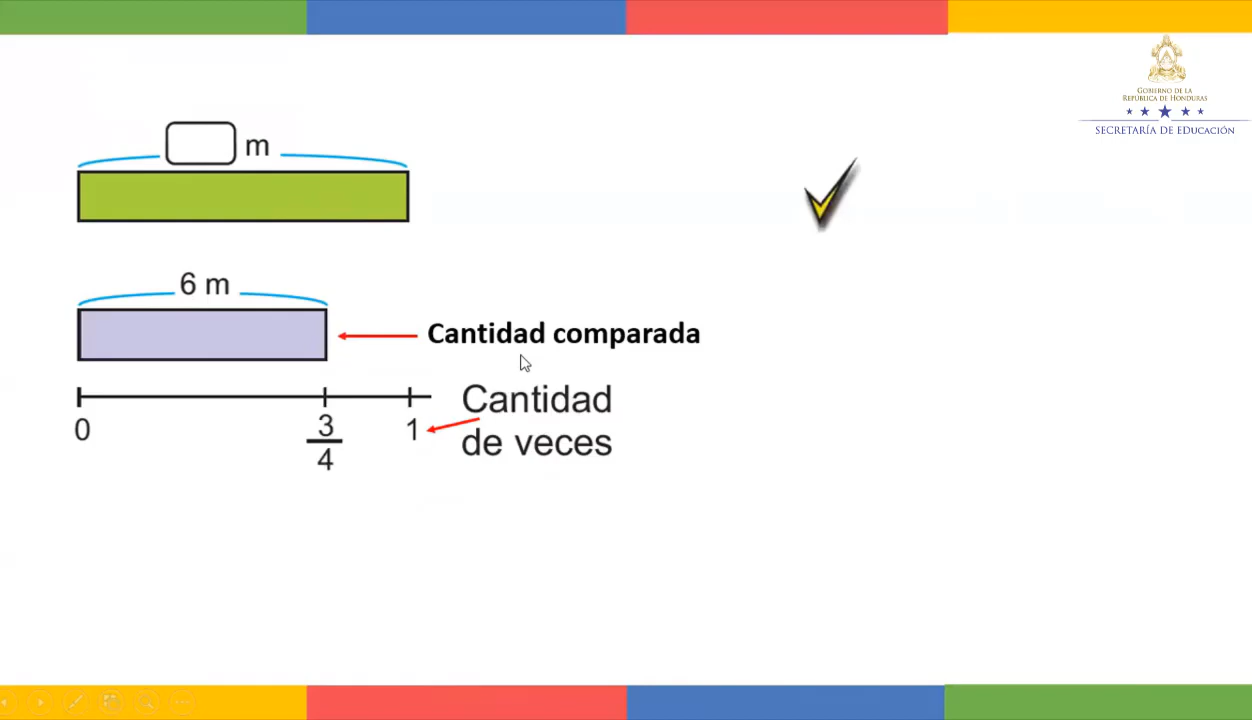 GOBIERNO DE LA
REPÚBLICA DE HONDURAS
SECRETARÍA DE EDUCACIÓN
m
6 m
Cantidad comparada
0
3
4
1
Cantidad
de veces